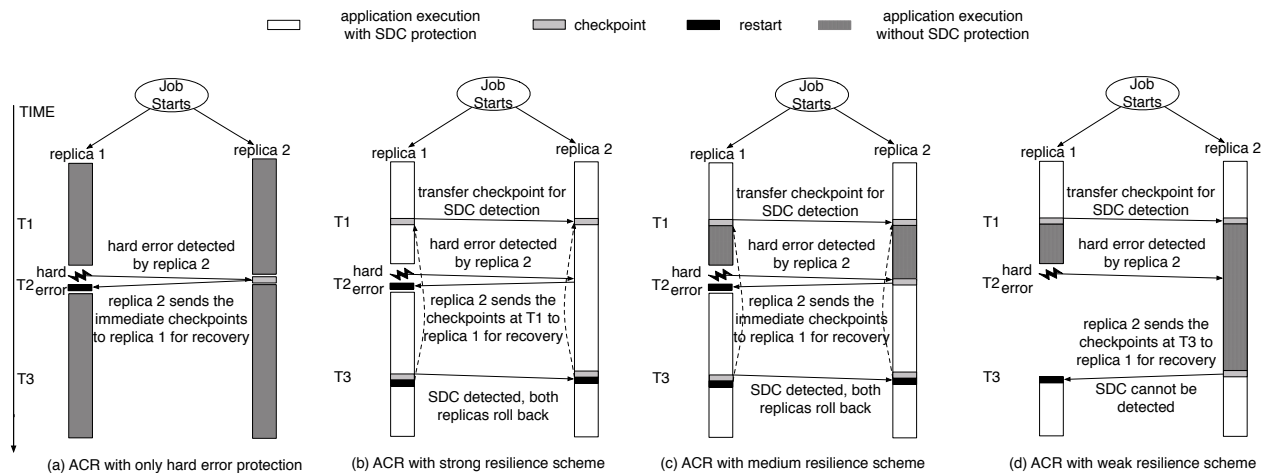 application execution
with SDC protection
checkpoint
restart
application execution
without SDC protection
TIME
T1
T2
T3
Job
Starts
replica 1
replica 2
hard error detected
by replica 2
hard
error
replica 2 sends the
immediate checkpoints
to replica 1 for recovery
(a) ACR with only hard error protection
Job
Starts
replica 1
replica 2
T1
transfer checkpoint for
SDC detection
hard error detected
by replica 2
hard
T2
error
replica 2 sends the
checkpoints at T1 to
replica 1 for recovery
T3
SDC detected, both
replicas roll back
(b) ACR with strong resilience scheme
Job
Starts
replica 1
replica 2
T1
transfer checkpoint for
SDC detection
hard error detected
by replica 2
hard
T2
error
replica 2 sends the
immediate checkpoints
to replica 1 for recovery
T3
SDC detected, both
replicas roll back
(c) ACR with medium resilience scheme
Job
Starts
replica 1
replica 2
T1
transfer checkpoint for
SDC detection
hard error detected
by replica 2
hard
T2
error
replica 2 sends the
checkpoints at T3 to
replica 1 for recovery
T3
SDC cannot be
detected
(d) ACR with weak resilience scheme